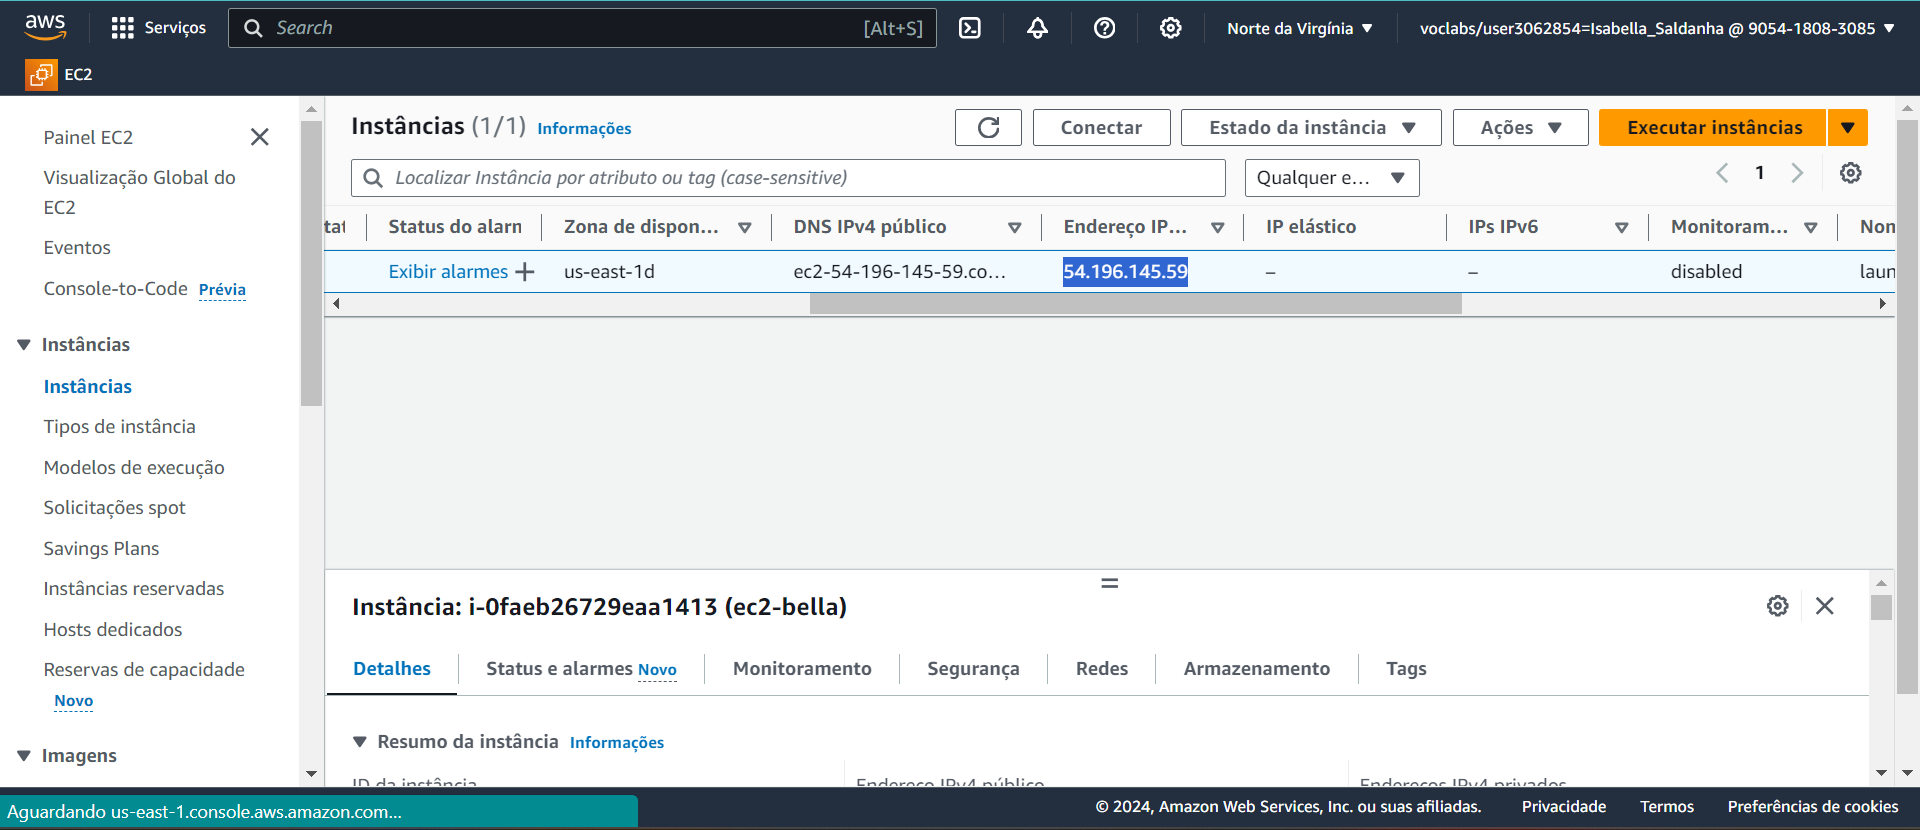 aws
Serviços
Search
[Alt+S]
Norte da Virgínia
voclabs/user3062854=Isabella_Saldanha @ 9054-1808-3085
EC2
Painel EC2
Visualização Global do
EC2
Eventos
Console-to-Code Prévia
Instâncias
Instâncias
Tipos de instância
Modelos de execução
Solicitações spot
Savings Plans
Instâncias reservadas
Hosts dedicados
Reservas de capacidade
Novo
Imagens
Instâncias (1/1) Informações
Conectar
Estado da instância
Ações
Executar instâncias
Localizar Instância por atributo ou tag (case-sensitive)
Qualquer e...
1
Status do alarn
Zona de dispon...
DNS IPv4 público
Endereço IP...
IP elástico
IPs IPv6
Monitoram...
Non
Exibir alarmes
us-east-1d
ec2-54-196-145-59.co...
54.196.145.59
–
–
disabled
laun
Instância: i-0faeb26729eaa1413 (ec2-bella)
Detalhes
Status e alarmes Novo
Monitoramento
Segurança
Redes
Armazenamento
Tags
Resumo da instância Informações
ID da instância
Endereço IPv4 público
Endereços IPv4 privados
Aguardando us-east-1.console.aws.amazon.com...
© 2024, Amazon Web Services, Inc. ou suas afiliadas.
Privacidade
Termos
Preferências de cookies